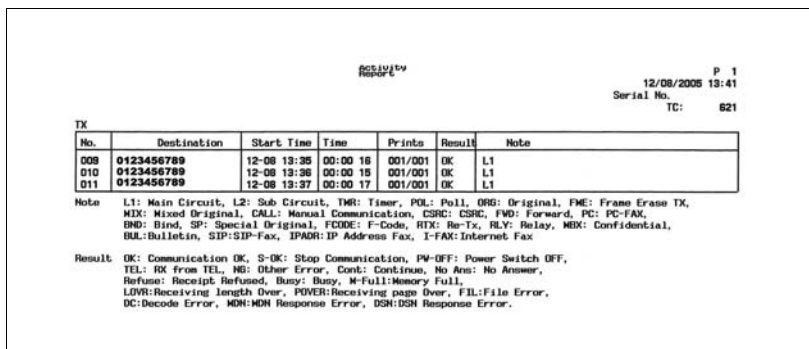 Activity
Report
P 1
12/08/2005 13:41
Serial No.
TC: 621
TX
No. Destination Start Time Time Prints Result Note
009 0123456789 12-08 13:35 00:00 16 001/001 OK L1
010 0123456789 12-08 13:36 00:00 15 001/001 OK L1
011 0123456789 12-08 13:37 00:00 17 001/001 OK L1
Note L1: Main Circuit, L2: Sub Circuit, TMR: Timer, POL: Poll, ORG: Original, FME: Frame Erase TX,
MIX: Mixed Original, CALL: Manual Communication, CSRC: CSRC, FWD: Forward, PC: PC-FAX,
BND: Bind, SP: Special Original, FCODE: F-Code, RTX: Re-Tx, RLY: Relay, MBX: Confidential,
BUL:Bulletin, SIP:SIP-Fax, IPADR:IP Address Fax, I-FAX:Internet Fax
Result OK: Communication OK, S-OK: Stop Communication, PW-OFF: Power Switch OFF,
TEL: RX from TEL, NG: Other Error, Cont: Continue, No Ans: No Answer,
Refuse: Receipt Refused, Busy: Busy, M-Full:Memory Full,
LOVR:Receiving length Over, POVER:Receiving page Over, FIL:File Error,
DC:Decode Error, MDN:MDN Response Error, DSN:DSN Response Error.